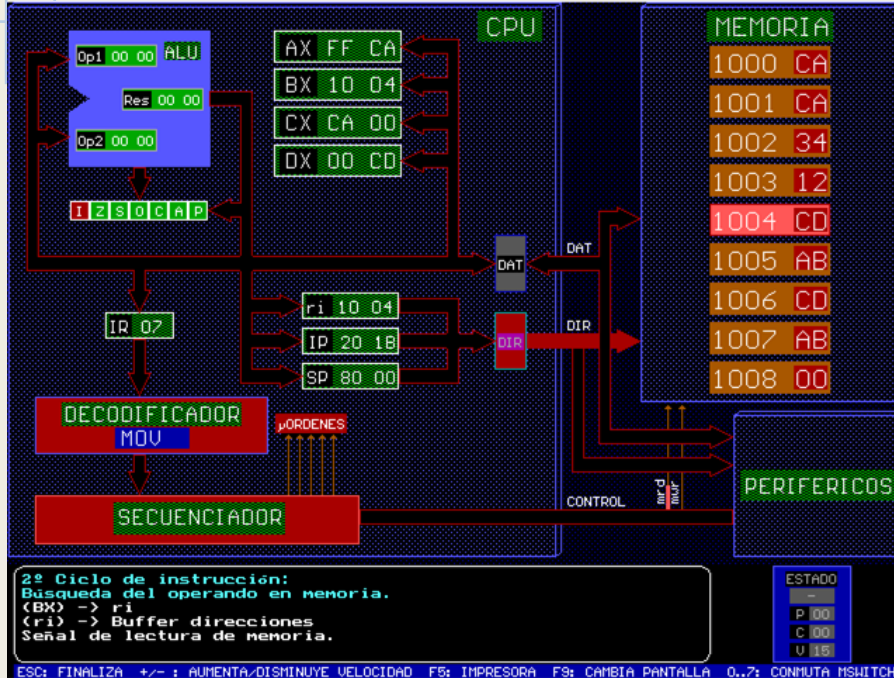 CPU
MEMORIA
ALU
Op1 00 00
Res 00 00
Op2 00 00
I Z S O C A P
AX FF CA
BX 10 04
CX CA 00
DX 00 CD
1000 CA
1001 CA
1002 34
1003 12
1004 CD
1005 AB
1006 CD
1007 AB
1008 00
DAT
DAT
IR 07
ri 10 04
IP 20 18
SP 80 00
DIR
DIR
DECODIFICADOR
MOV
µORDENES
SECUENCIADOR
CONTROL
mrd
mwr
PERIFERICOS
2º Ciclo de instrucción:
Búsqueda del operando en memoria.
(BX) -> ri
(ri) -> Buffer direcciones
Señal de lectura de memoria.
ESTADO
-
P 00
C 00
V 15
ESC: FINALIZA +/- : AUMENTA/DISMINUYE VELOCIDAD F5: IMPRESORA F9: CAMBIA PANTALLA 0..7: CONMUTA MSWITCH